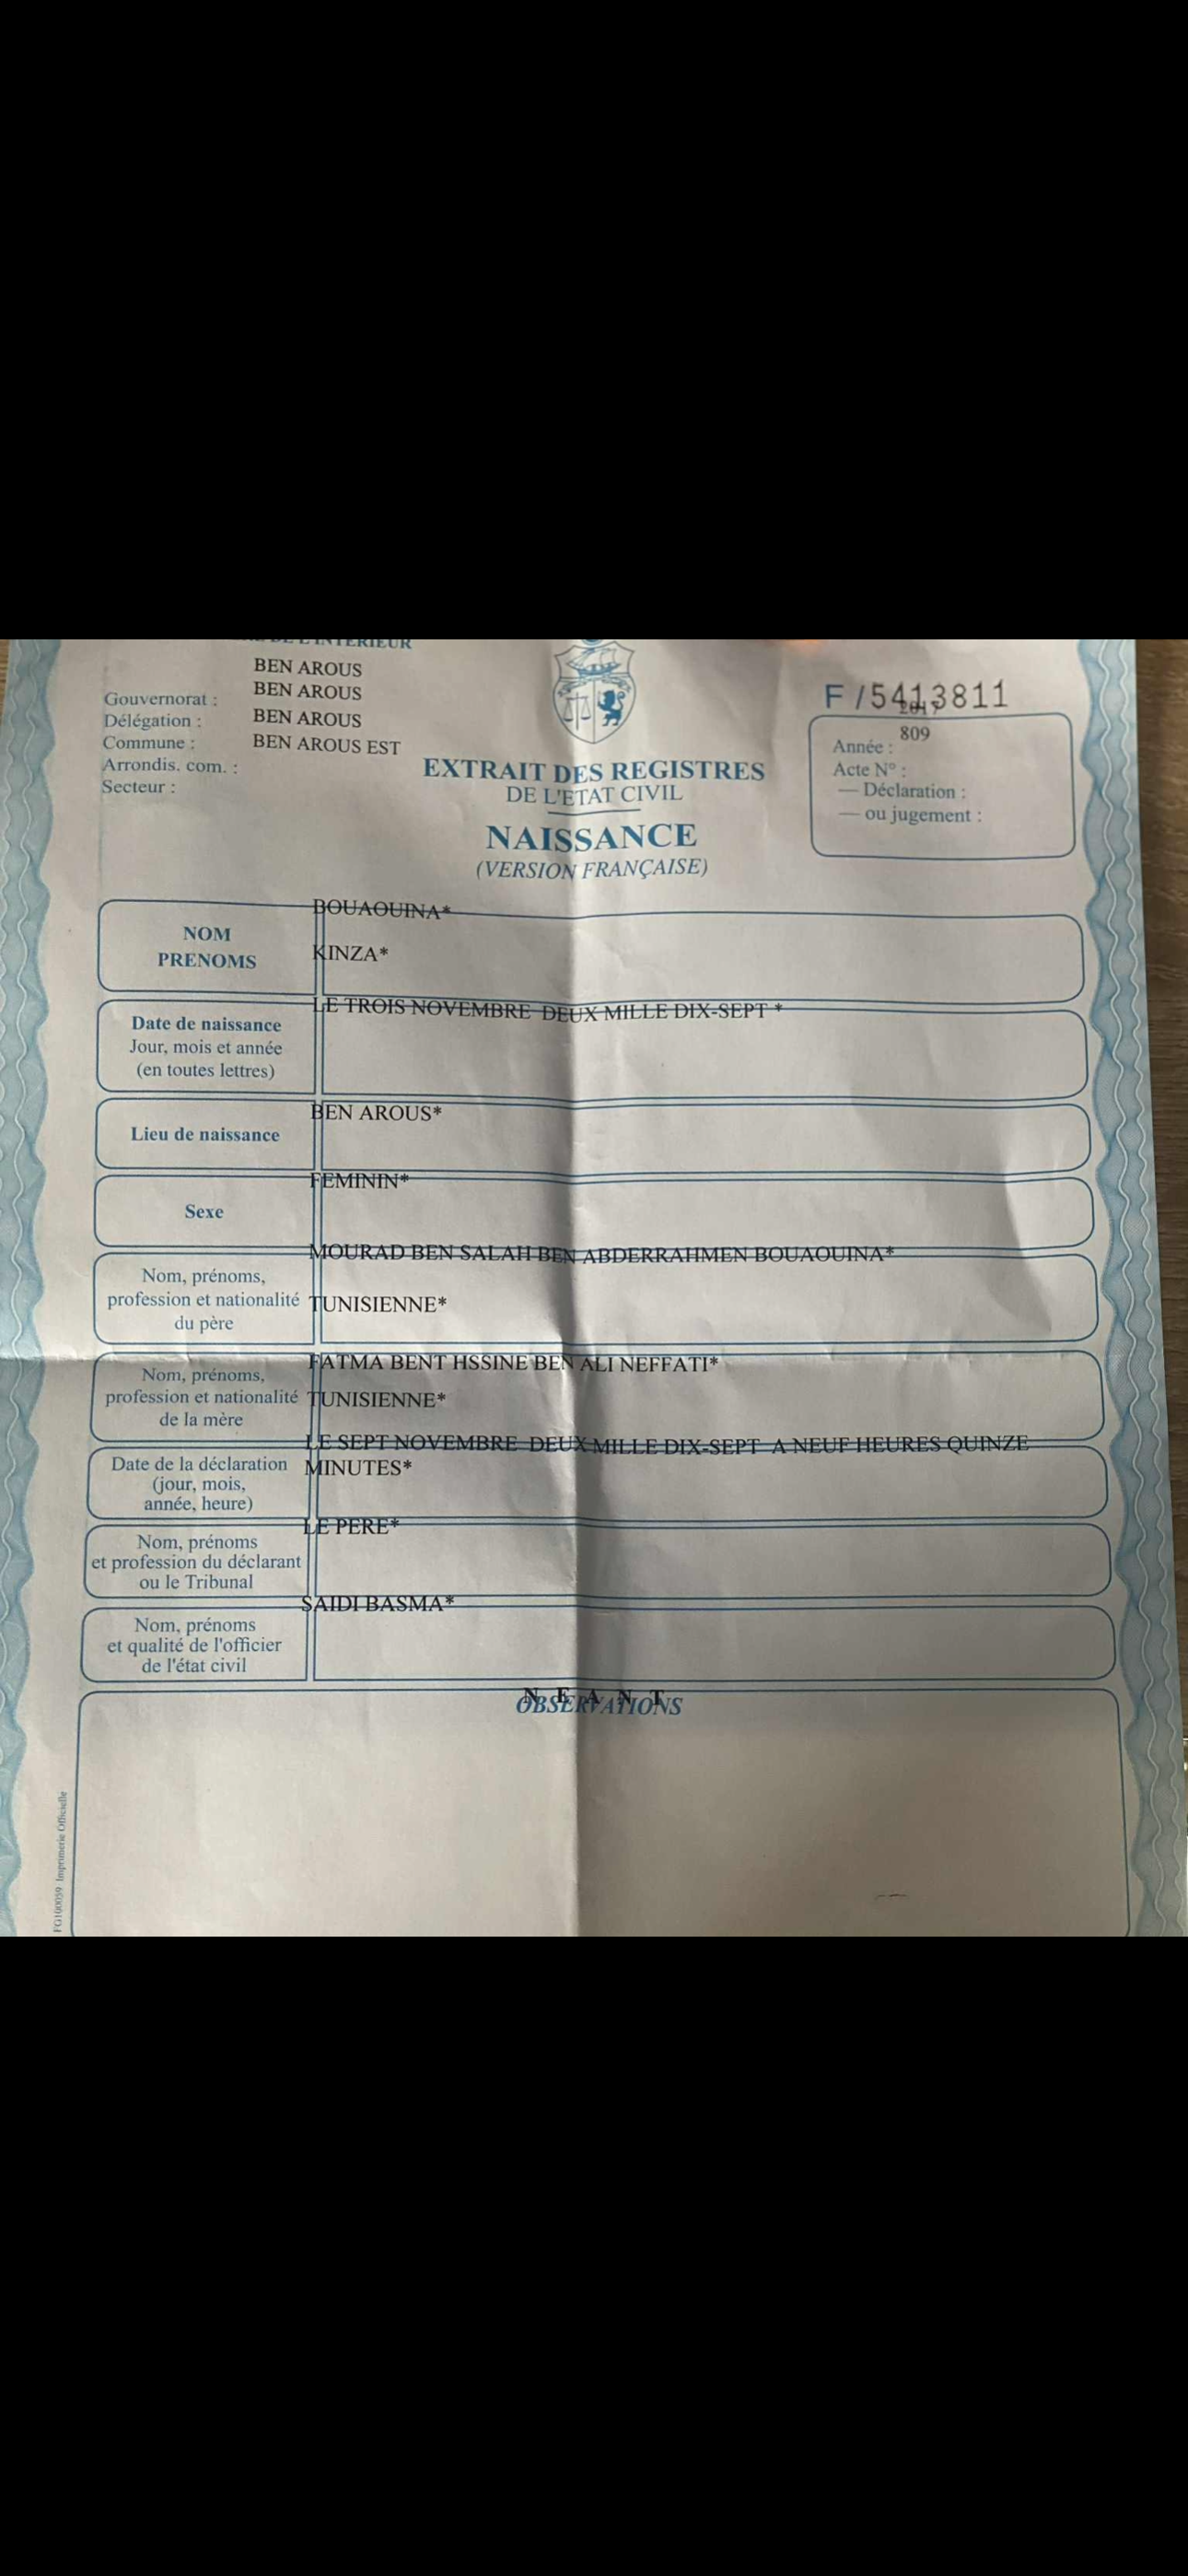 DE L'INTERIEUR
BEN AROUS
Gouvernorat : BEN AROUS
Délégation : BEN AROUS
Commune : BEN AROUS EST
Arrondis. com. :
Secteur :
F/5413811
2017
809
Année :
Acte N° :
— Déclaration :
— ou jugement :
EXTRAIT DES REGISTRES
DE L'ETAT CIVIL
NAISSANCE
(VERSION FRANÇAISE)
NOM
PRENOMS
BOUAOUINA*
KINZA*
Date de naissance
Jour, mois et année
(en toutes lettres)
LE TROIS NOVEMBRE DEUX MILLE DIX-SEPT *
Lieu de naissance
BEN AROUS*
Sexe
FEMININ*
Nom, prénoms,
profession et nationalité
du père
MOURAD BEN SALAH BEN ABDERRAHMEN BOUAOUINA*
TUNISIENNE*
Nom, prénoms,
profession et nationalité
de la mère
FATMA BENT HSSINE BEN ALI NEFFATI*
TUNISIENNE*
Date de la déclaration
(jour, mois,
année, heure)
LE SEPT NOVEMBRE DEUX MILLE DIX-SEPT A NEUF HEURES QUINZE
MINUTES*
Nom, prénoms
et profession du déclarant
ou le Tribunal
LE PERE*
Nom, prénoms
et qualité de l'officier
de l'état civil
SAIDI BASMA*
N E A N T
OBSERVATIONS
FG100059 Imprimerie Officielle